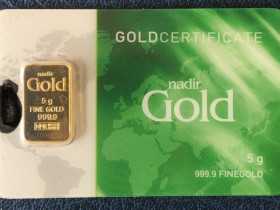 GOLDCERTIFICATE
nadir
Gold
5 g
999.9 FINEGOLD
nadir
Gold
5 g
FINE GOLD
999.9